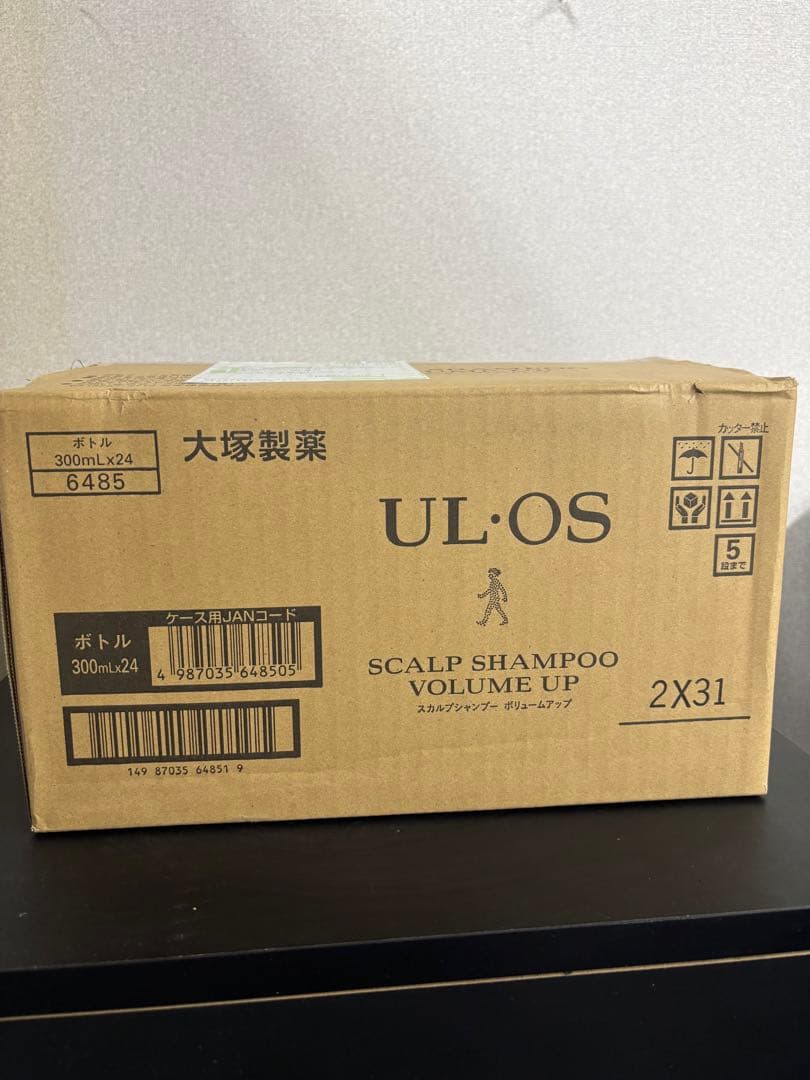 ボトル
300mLx24
6485
大塚製薬
カッター禁止
UL・OS
5
段まで
ケース用JANコード
ボトル
300mLx24
4 987035 648505
SCALP SHAMPOO
VOLUME UP
スカルプシャンプー ボリュームアップ
2X31
149 87035 64851 9